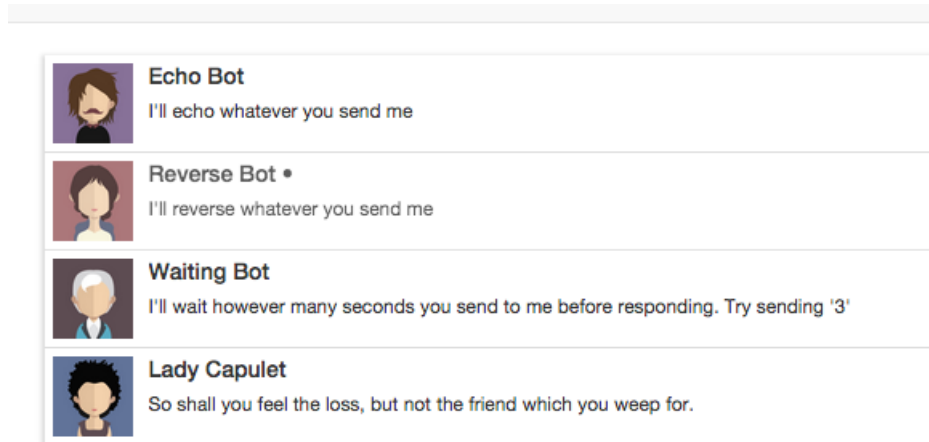 Echo Bot
I'll echo whatever you send me
Reverse Bot •
I'll reverse whatever you send me
Waiting Bot
I'll wait however many seconds you send to me before responding. Try sending '3'
Lady Capulet
So shall you feel the loss, but not the friend which you weep for.